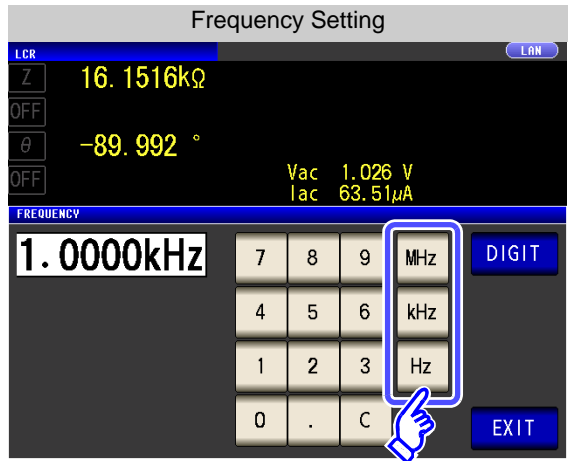 Frequency Setting
LCR LAN
Z 16.1516kΩ
OFF
θ -89.992 °
OFF
Vac 1.026 V
Iac 63.51μA
FREQUENCY
1.0000kHz
7 8 9 MHz DIGIT
4 5 6 kHz
1 2 3 Hz
0 . C EXIT